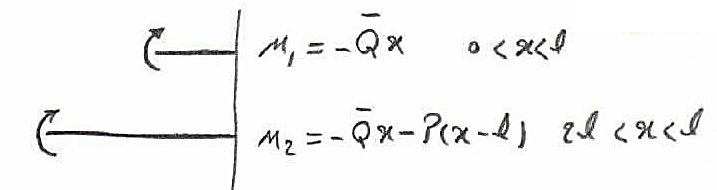 M₁ = -Q̄x   0<x<l
M₂ = -Q̄x-P(x-l)   2l<x<l